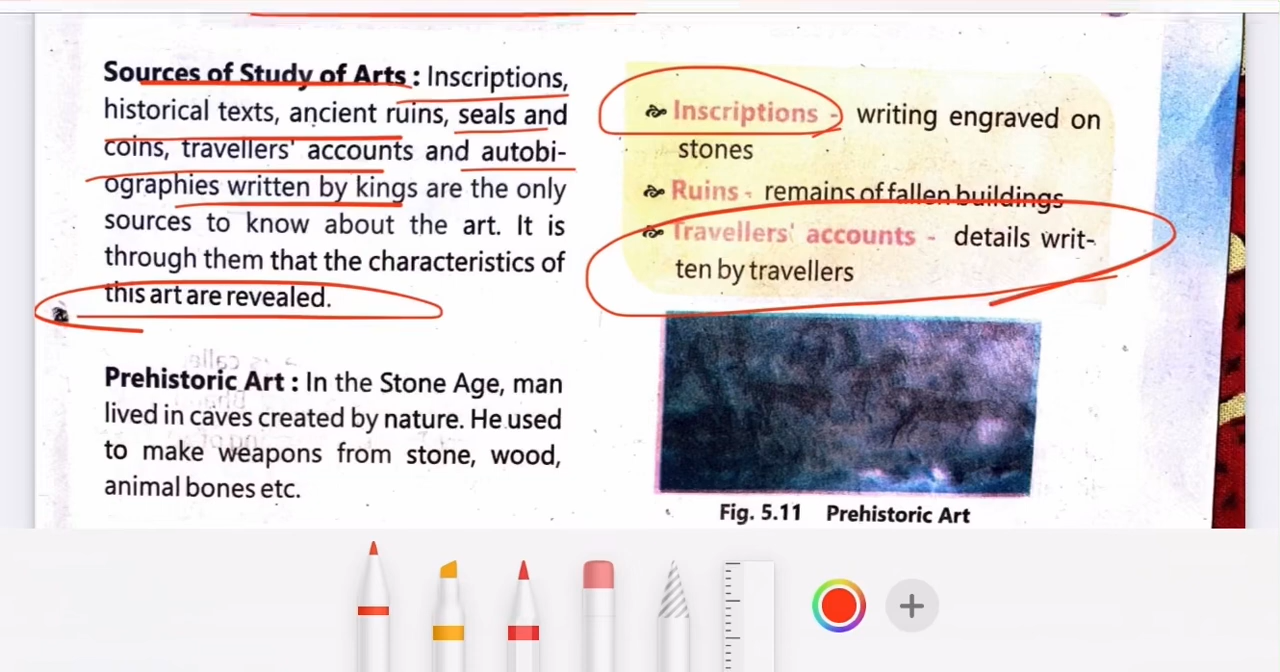 Sources of Study of Arts : Inscriptions,
historical texts, ancient ruins, seals and
coins, travellers' accounts and autobi-
ographies written by kings are the only
sources to know about the art. It is
through them that the characteristics of
this art are revealed.
Prehistoric Art : In the Stone Age, man
lived in caves created by nature. He used
to make weapons from stone, wood,
animal bones etc.
Inscriptions - writing engraved on
stones
Ruins - remains of fallen buildings
Travellers' accounts - details writ-
ten by travellers
Fig. 5.11 Prehistoric Art